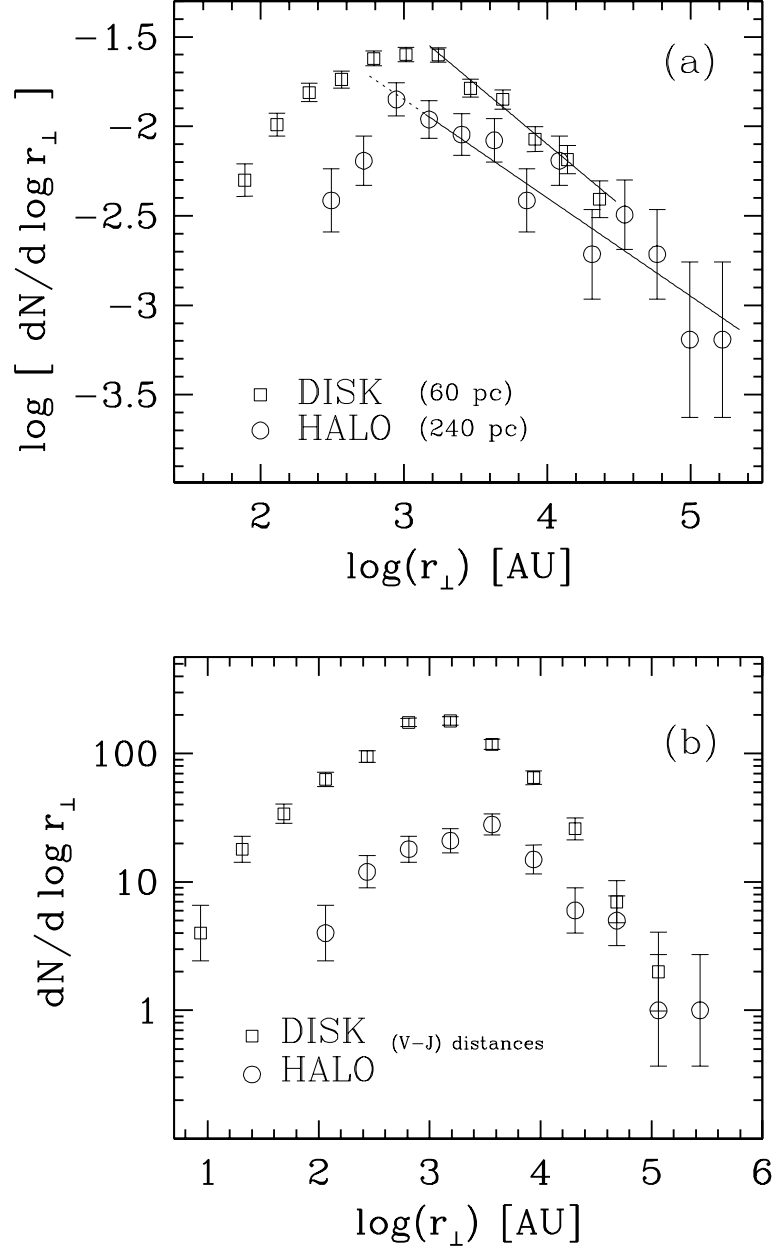 (a)
−1.5
−2
−2.5
−3
−3.5
log [ dN/d log r⊥ ]
DISK (60 pc)
HALO (240 pc)
2 3 4 5
log(r⊥) [AU]
(b)
100
10
1
dN/d log r⊥
DISK
(V−J) distances
HALO
1 2 3 4 5 6
log(r⊥) [AU]